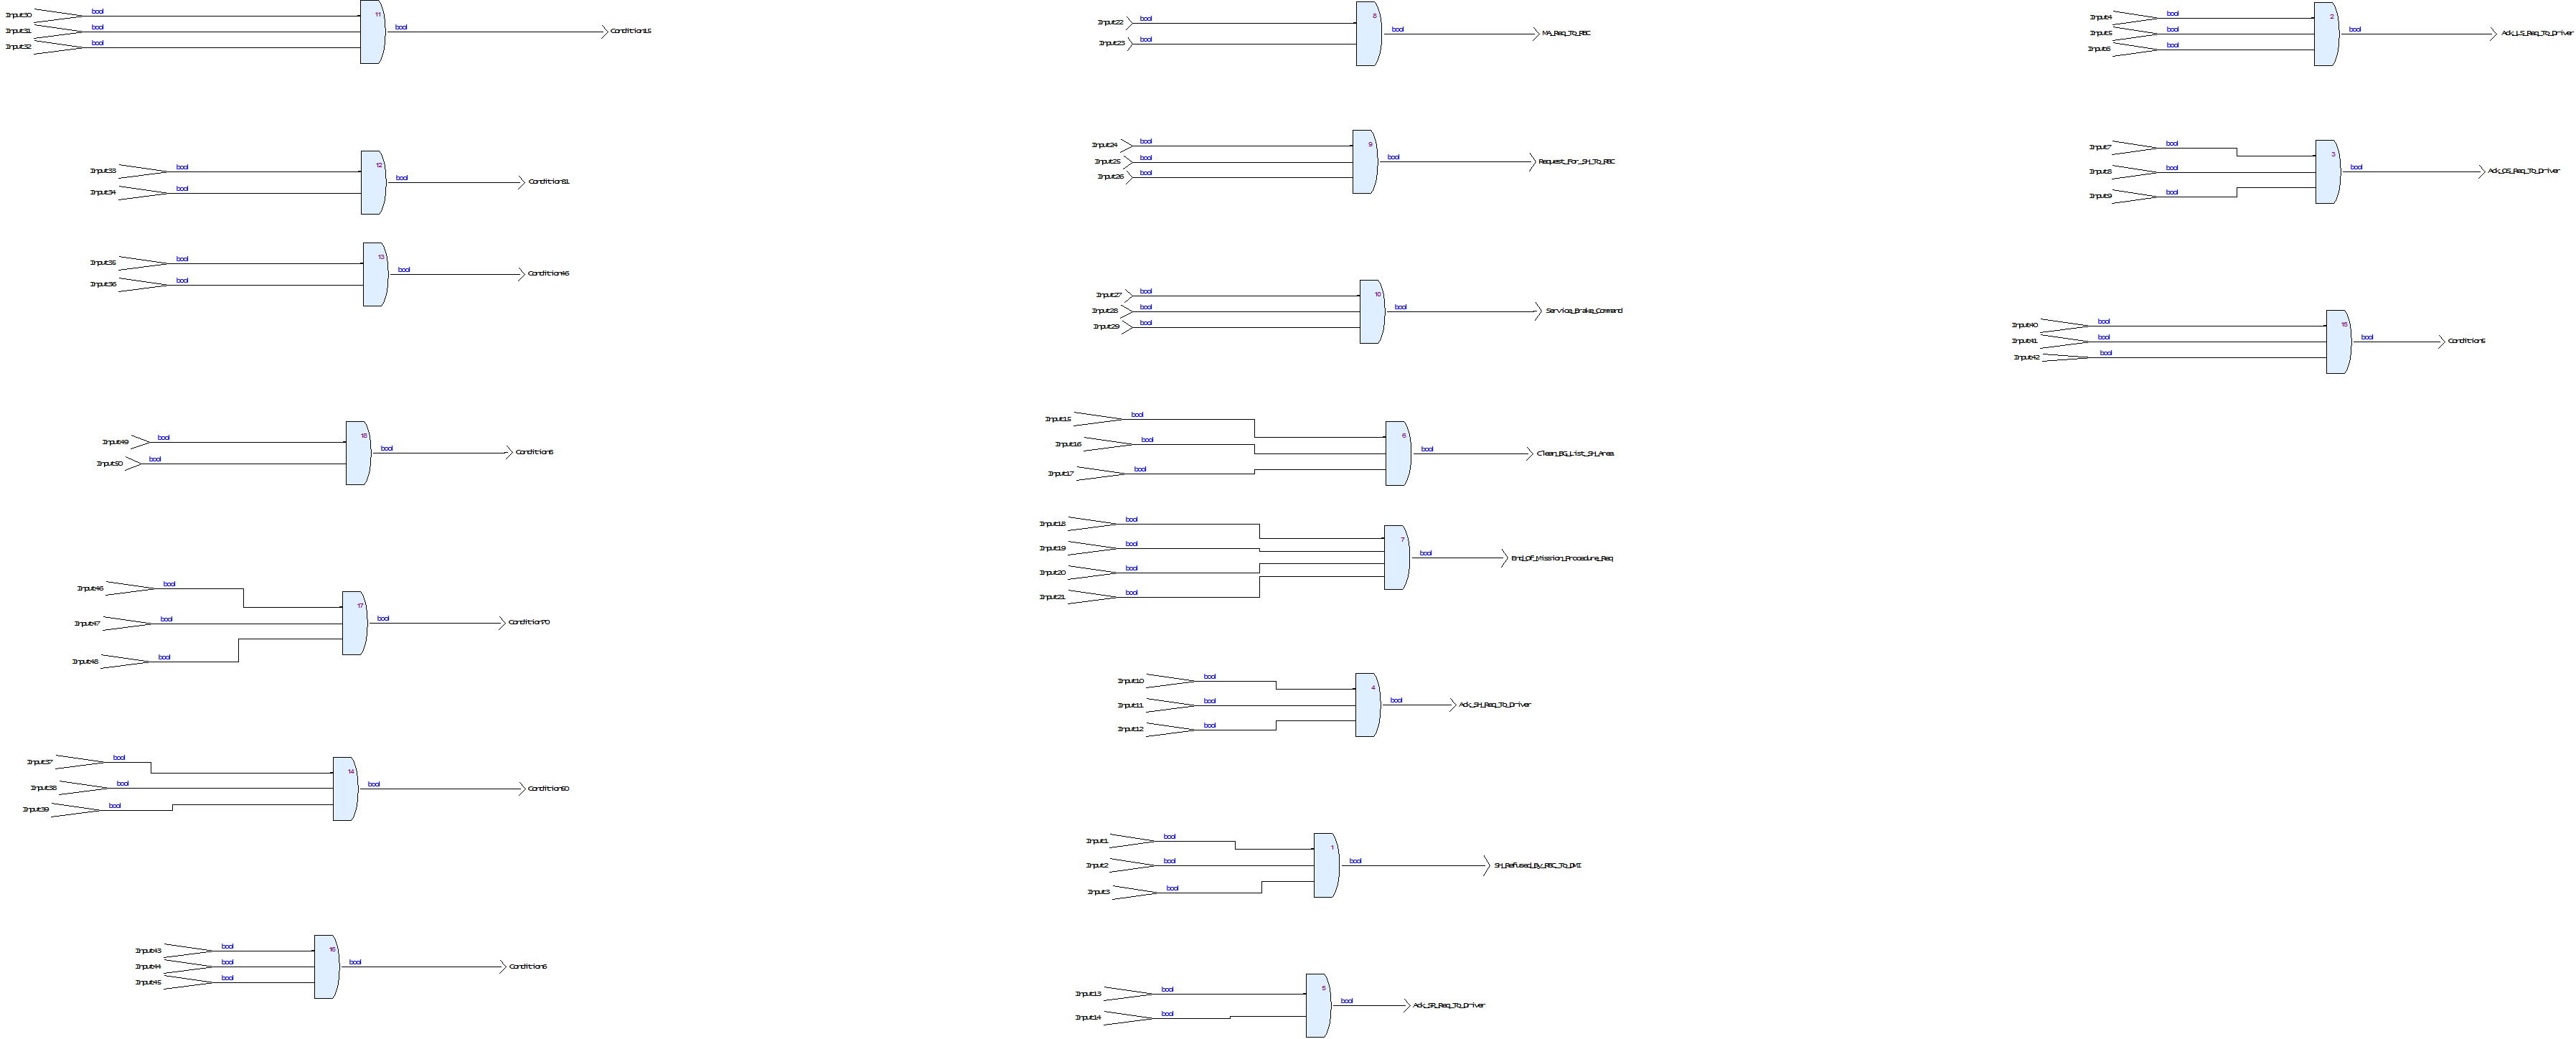 Input30
bool
Input31
bool
Input32
bool
11
bool
Condition15
Input33
bool
Input34
bool
12
bool
Input35
bool
Input36
bool
13
bool
Condition46
Input49
bool
Input50
bool
18
bool
Input46
bool
Input47
bool
Input48
bool
17
bool
Condition70
Input37
bool
Input38
bool
Input39
bool
14
bool
Input43
bool
Input44
bool
Input45
bool
16
bool
Input22
bool
Input23
bool
8
bool
MA_Req_To_RBC
Input24
bool
Input25
bool
Input26
bool
9
bool
Request_For_SH_To_RBC
Input27
bool
Input28
bool
Input29
bool
10
bool
Service_Brake_Command
Input15
bool
Input16
bool
Input17
bool
6
bool
Clean_BG_List_SH_Area
Input18
bool
Input19
bool
Input20
bool
Input21
bool
7
bool
End_Of_Mission_Procedure_Req
Input10
bool
Input11
bool
Input12
bool
4
bool
Ack_SH_Req_To_Driver
Input1
bool
Input2
bool
Input3
bool
1
bool
SH_Refused_By_RBC_To_DMI
Input13
bool
Input14
bool
5
bool
Ack_SR_Req_To_Driver
Input4
bool
Input5
bool
Input6
bool
2
bool
Ack_LS_Req_To_Driver
Input7
bool
Input8
bool
Input9
bool
3
bool
Ack_OS_Req_To_Driver
Input40
bool
Input41
bool
Input42
bool
15
bool